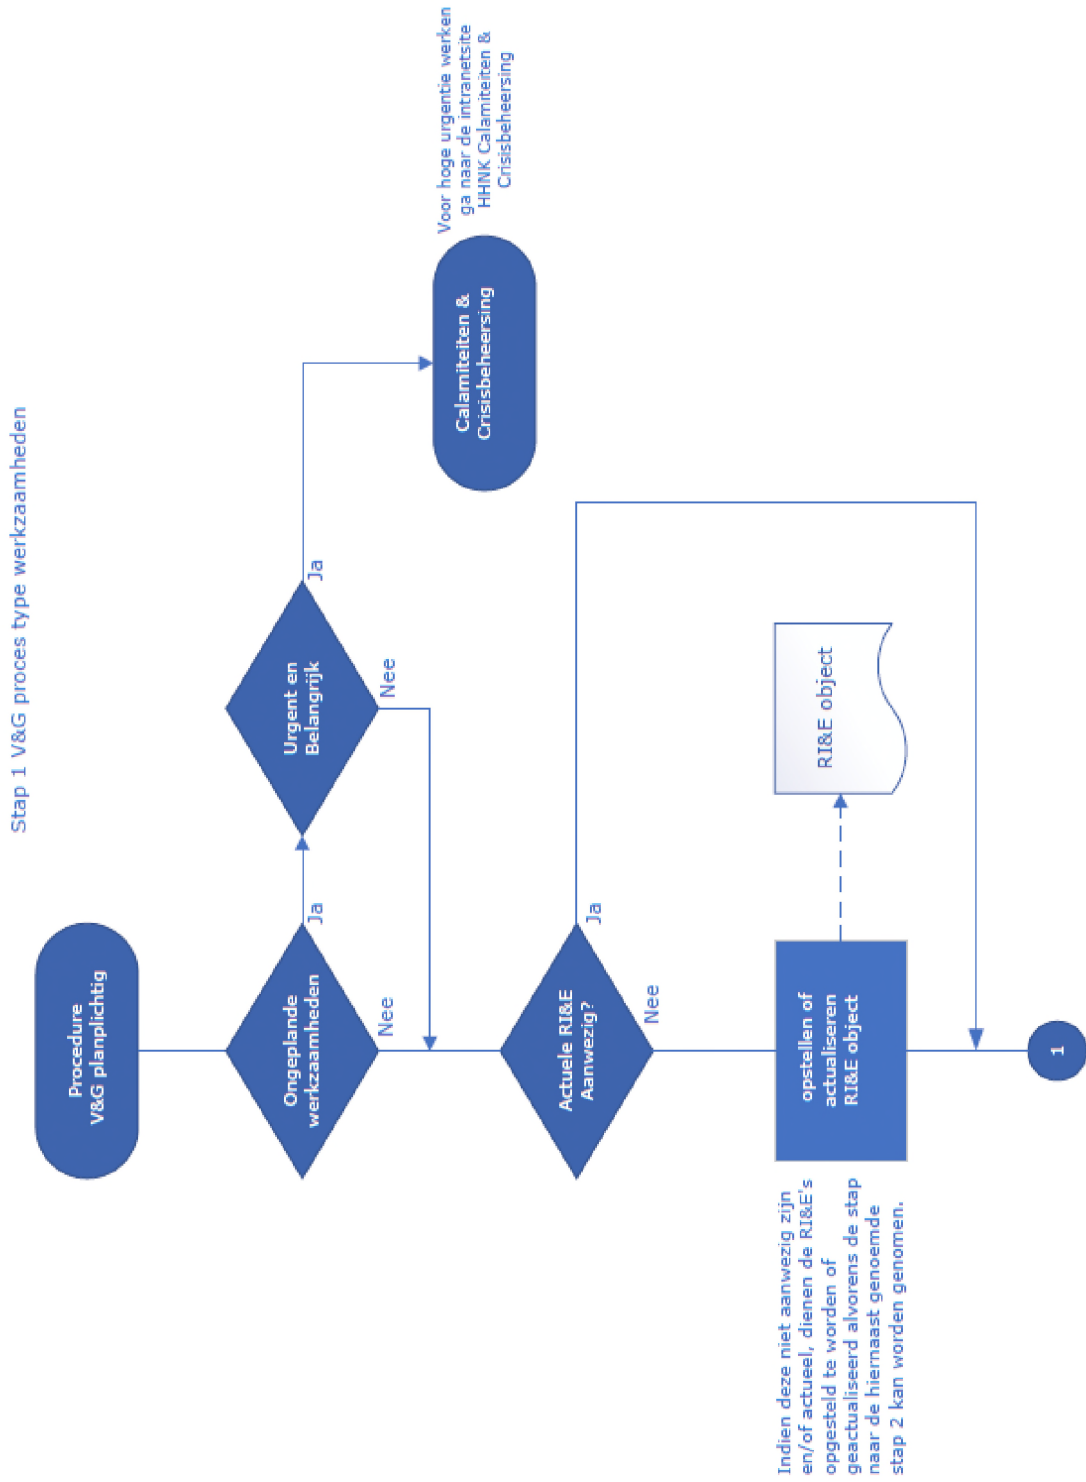 Stap 1 V&G proces type werkzaamheden
Procedure
V&G planplichtig
Ongeplande
werkzaamheden
Ja
Nee
Urgent en
Belangrijk
Ja
Nee
Calamiteiten &
Crisisbeheersing
Voor hoge urgentie werken
ga naar de intranetsite
HHNK Calamiteiten &
Crisisbeheersing
Actuele RI&E
Aanwezig?
Ja
Nee
Indien deze niet aanwezig zijn
en/of actueel, dienen de RI&E's
opgesteld te worden of
geactualiseerd alvorens de stap
naar de hiernaast genoemde
stap 2 kan worden genomen.
opstellen of
actualiseren
RI&E object
RI&E object
1